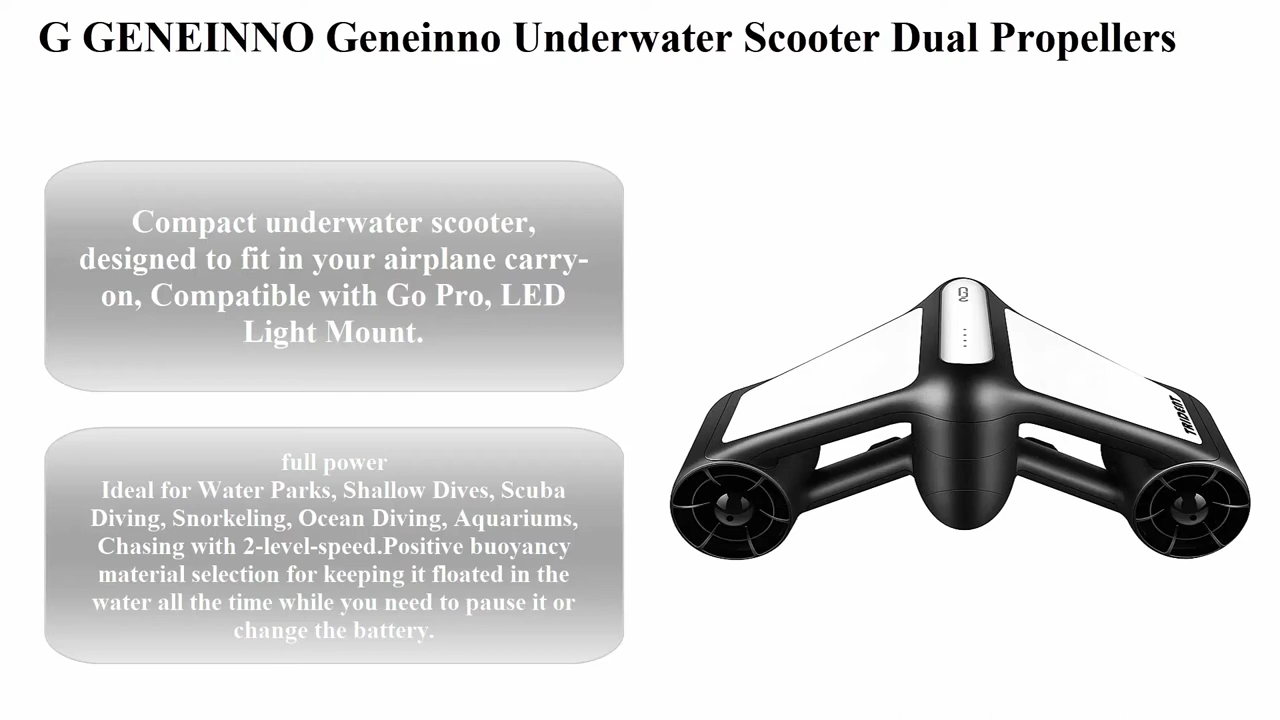 G GENEINNO Geneinno Underwater Scooter Dual Propellers
Compact underwater scooter,
designed to fit in your airplane carry-
on, Compatible with Go Pro, LED
Light Mount.
full power
Ideal for Water Parks, Shallow Dives, Scuba
Diving, Snorkeling, Ocean Diving, Aquariums,
Chasing with 2-level-speed.Positive buoyancy
material selection for keeping it floated in the
water all the time while you need to pause it or
change the battery.
TRIDENT